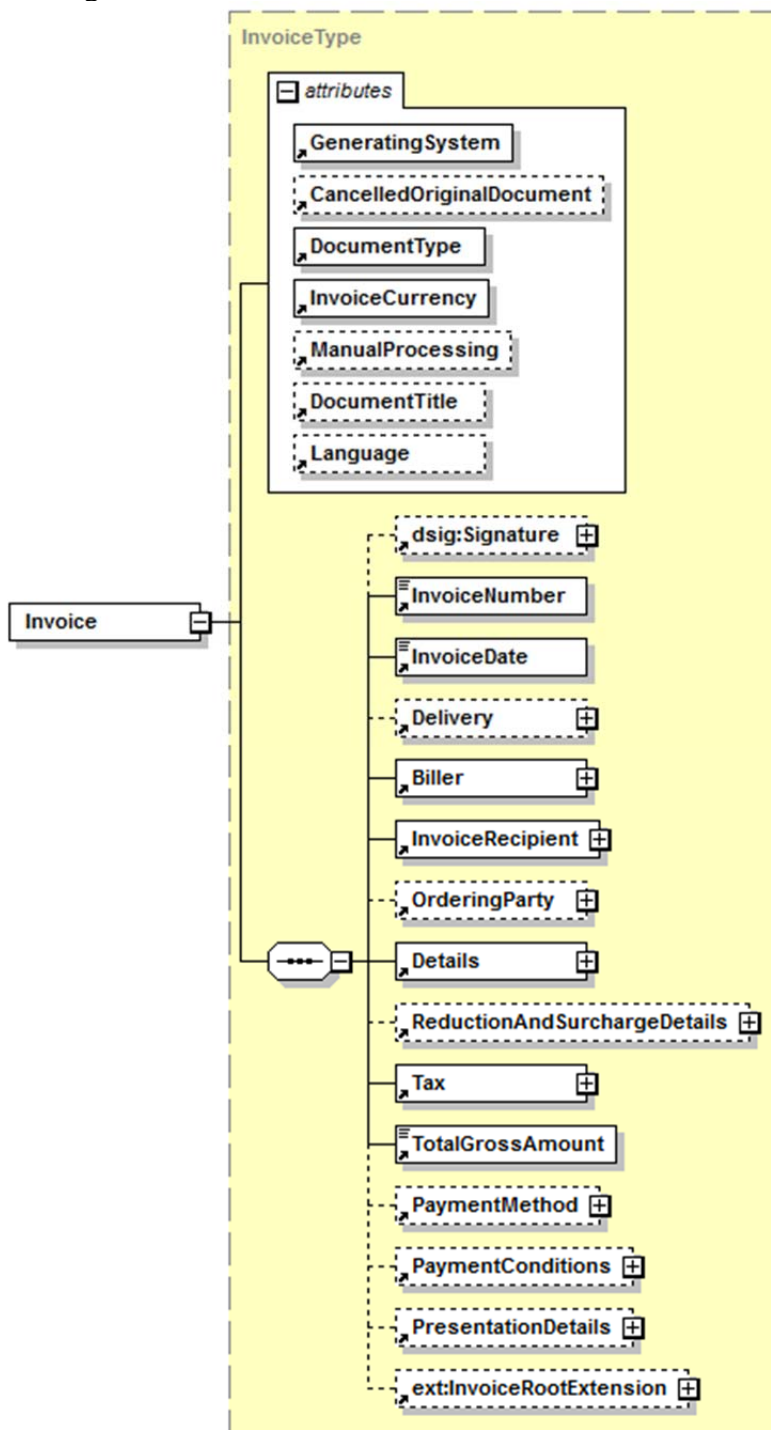 InvoiceType
attributes
GeneratingSystem
CancelledOriginalDocument
DocumentType
InvoiceCurrency
ManualProcessing
DocumentTitle
Language
dsig:Signature
InvoiceNumber
Invoice
InvoiceDate
Delivery
Biller
InvoiceRecipient
OrderingParty
Details
ReductionAndSurchargeDetails
Tax
TotalGrossAmount
PaymentMethod
PaymentConditions
PresentationDetails
ext:InvoiceRootExtension